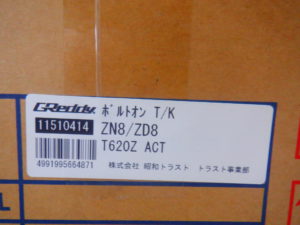 GReddy ボルトオン T/K
11510414 ZN8/ZD8
T620Z ACT
4991995664871
株式会社 昭和トラスト トラスト事業部